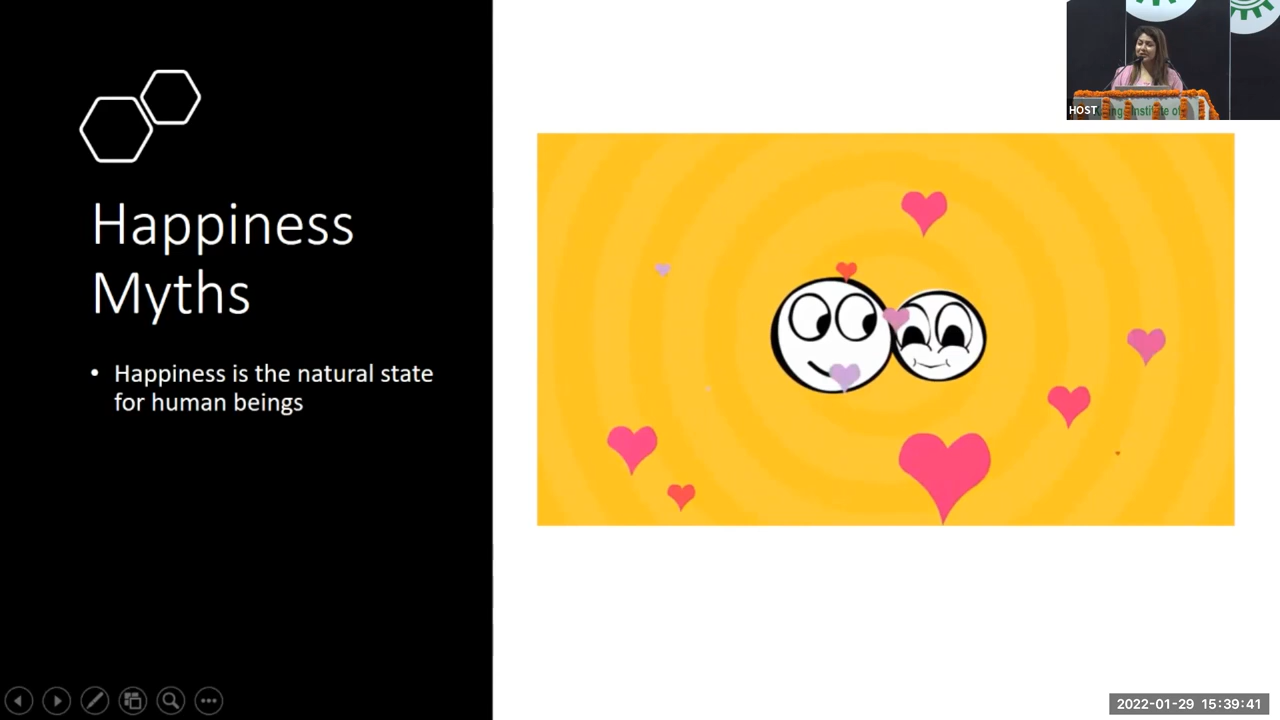 Happiness
Myths
• Happiness is the natural state
for human beings
HOST
2022-01-29 15:39:41